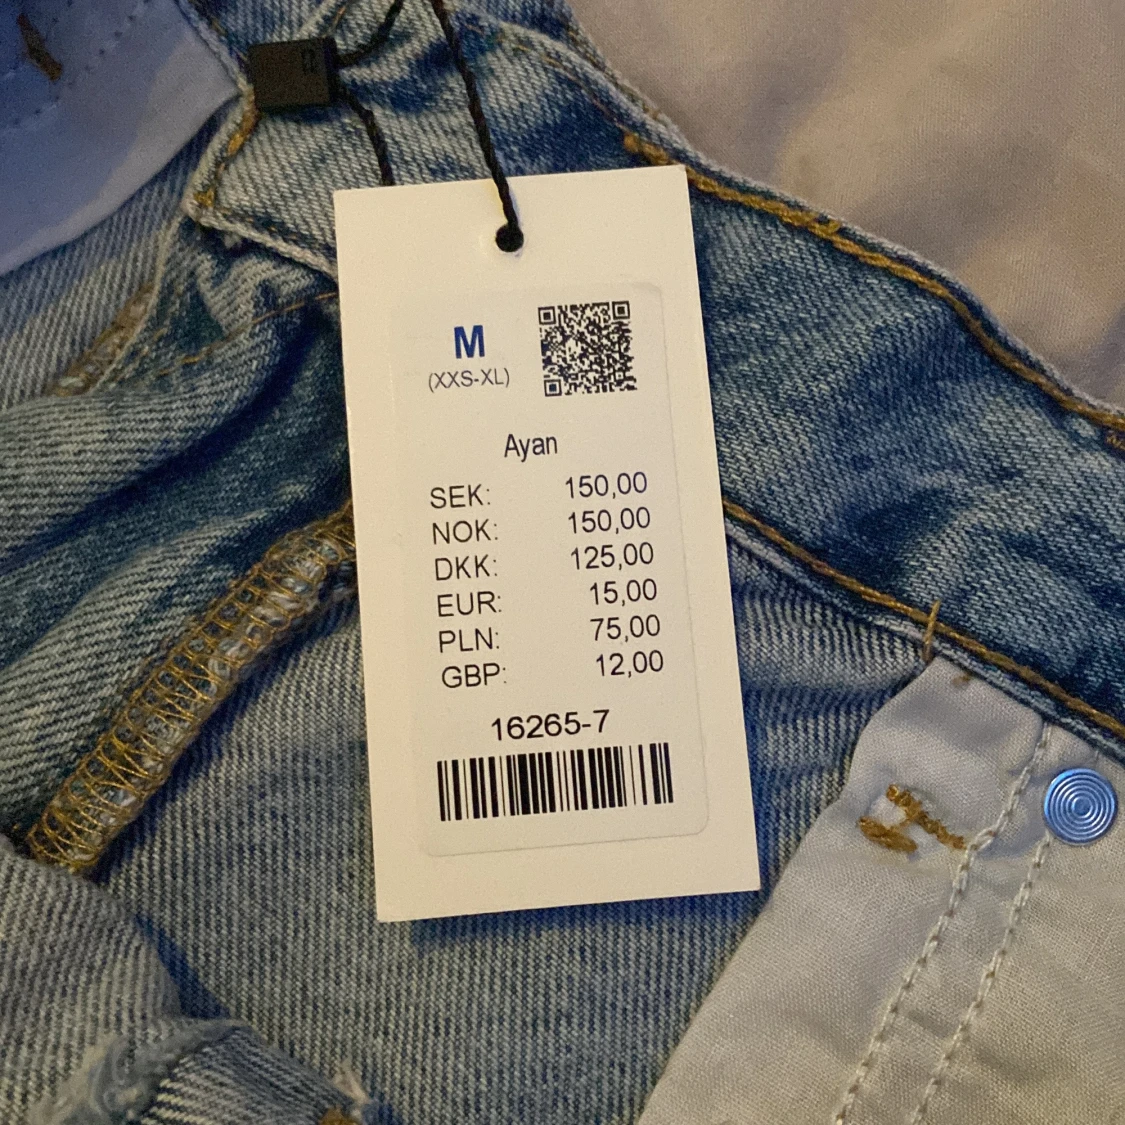 M
(XXS-XL)
Ayan
SEK: 150,00
NOK: 150,00
DKK: 125,00
EUR: 15,00
PLN: 75,00
GBP: 12,00
16265-7